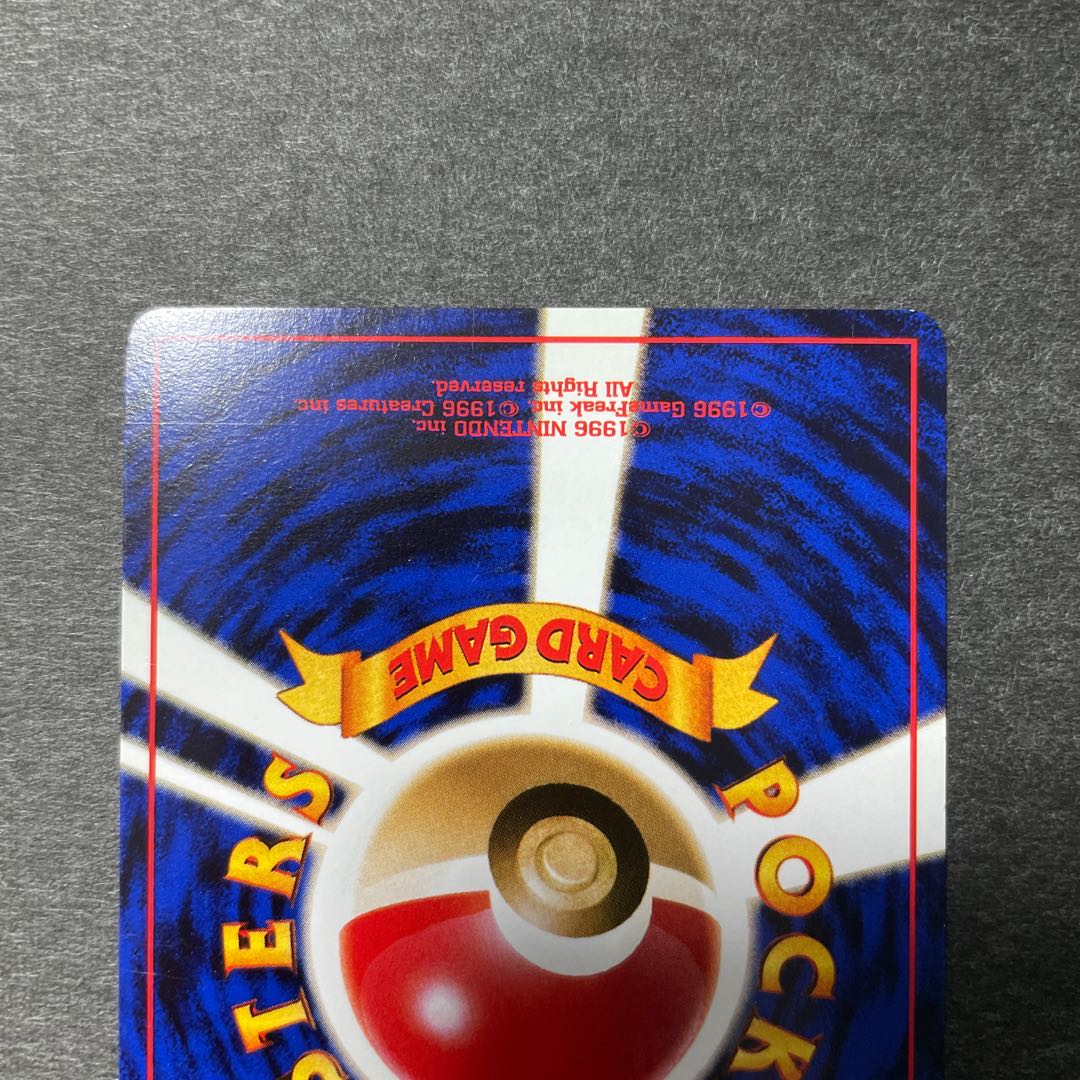 POCK
STERS
CARD GAME
©1996 NINTENDO inc.
©1996 GameFreak inc. ©1996 Creatures inc.
All Rights reserved.